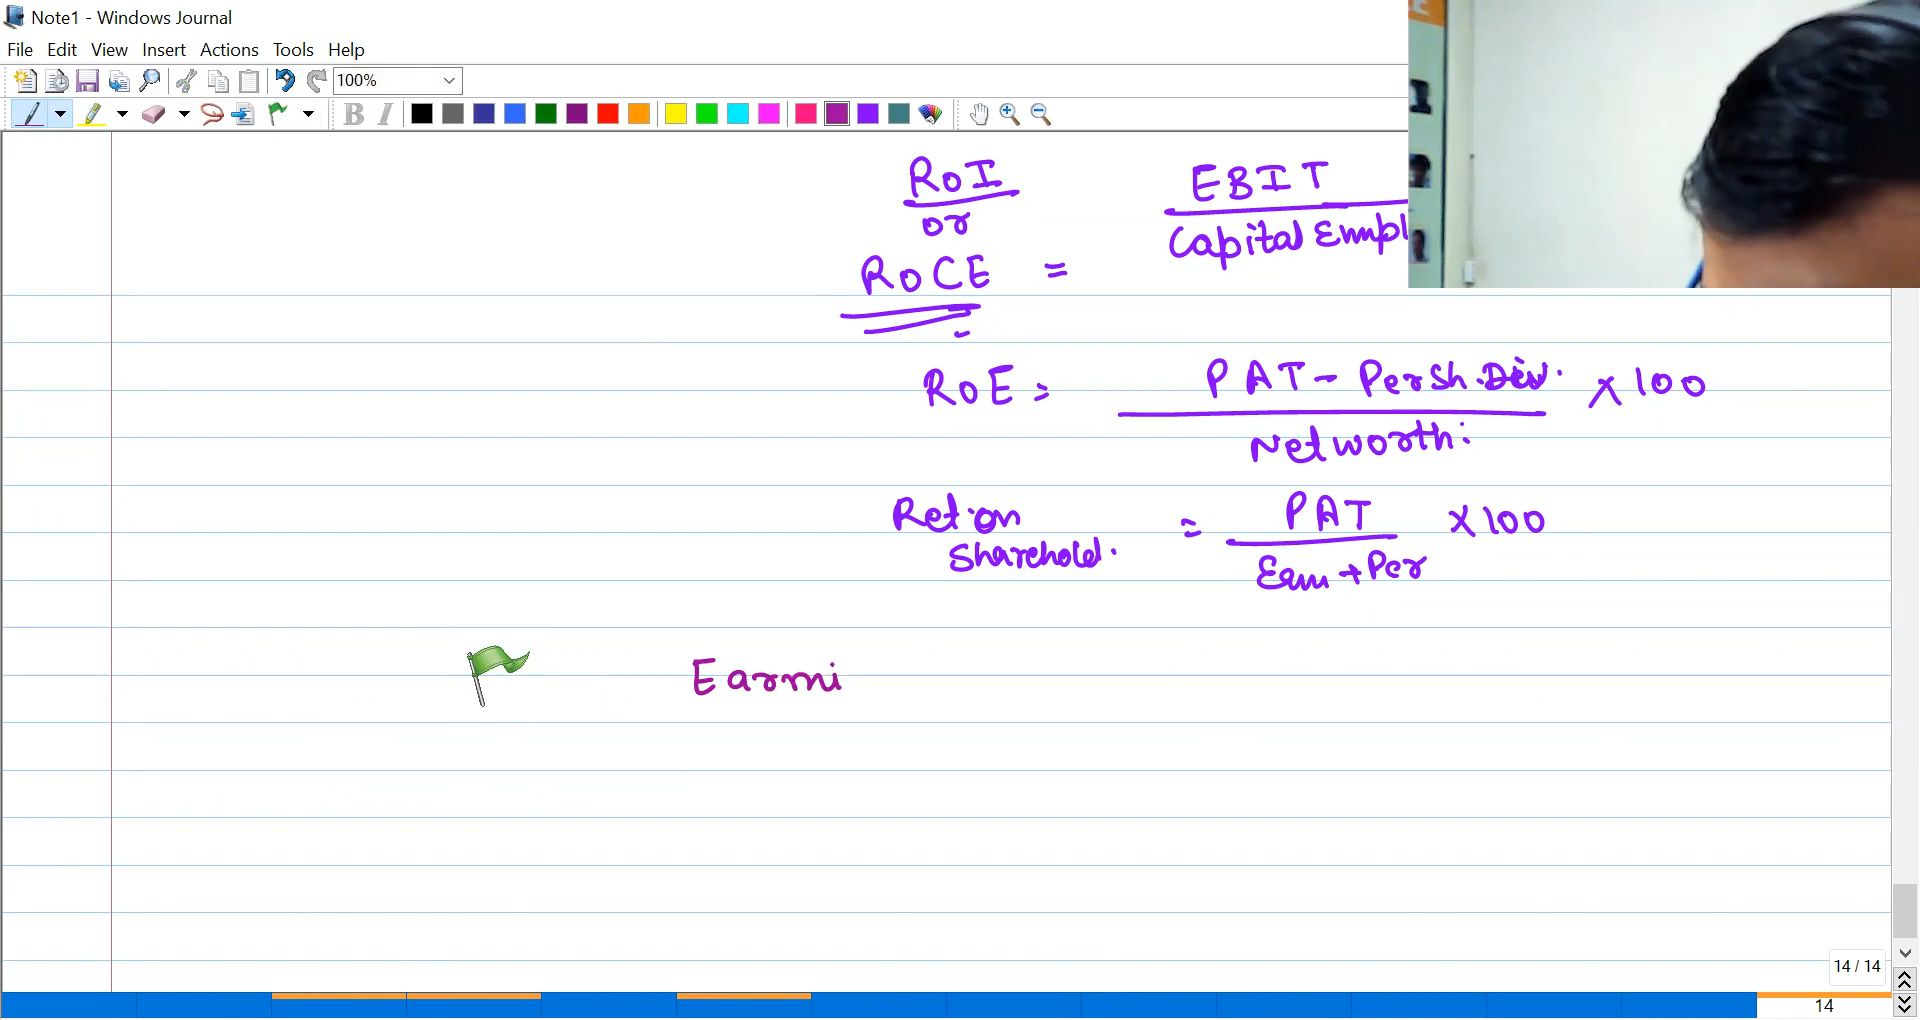 Note1 - Windows Journal
File Edit View Insert Actions Tools Help
100%
B I
RoI
or
RoCE =
EBIT
Capital Empl
RoE = PAT - Per Sh. Div. × 100
Networth:
Ret. on
Sharehold. = PAT × 100
Equ + Per
Earni
14 / 14
14